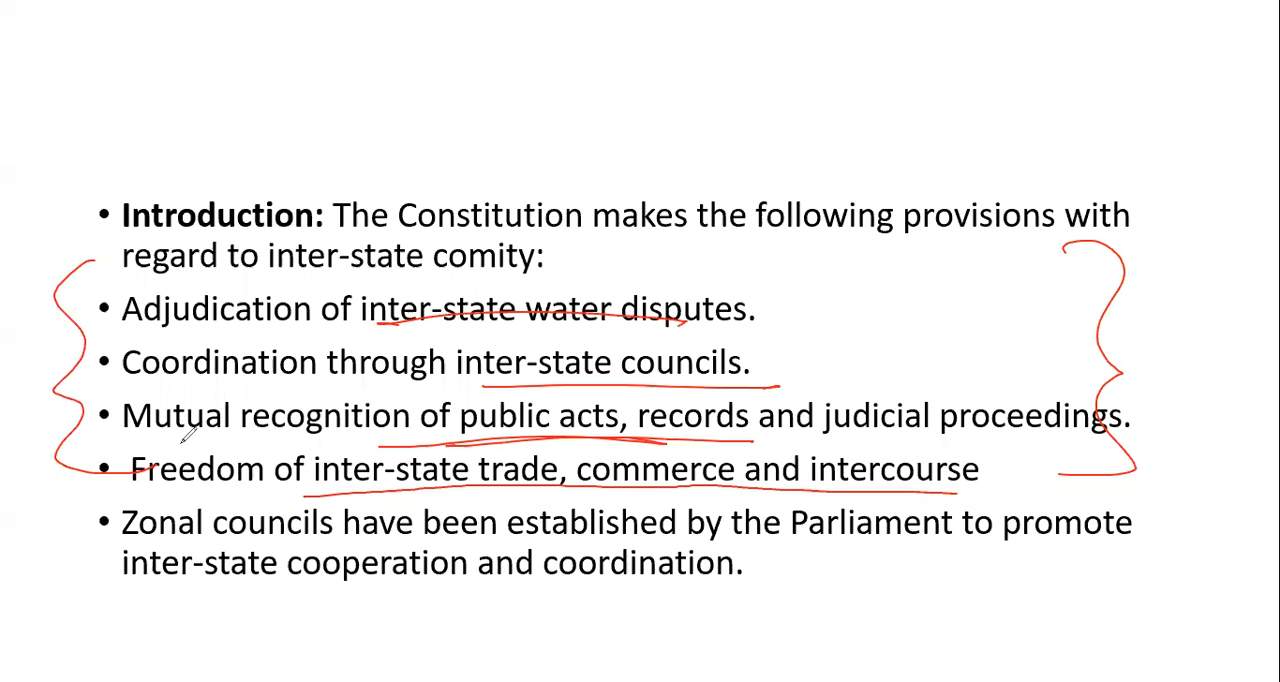 • Introduction: The Constitution makes the following provisions with
regard to inter-state comity:
• Adjudication of inter-state water disputes.
• Coordination through inter-state councils.
• Mutual recognition of public acts, records and judicial proceedings.
• Freedom of inter-state trade, commerce and intercourse
• Zonal councils have been established by the Parliament to promote
inter-state cooperation and coordination.